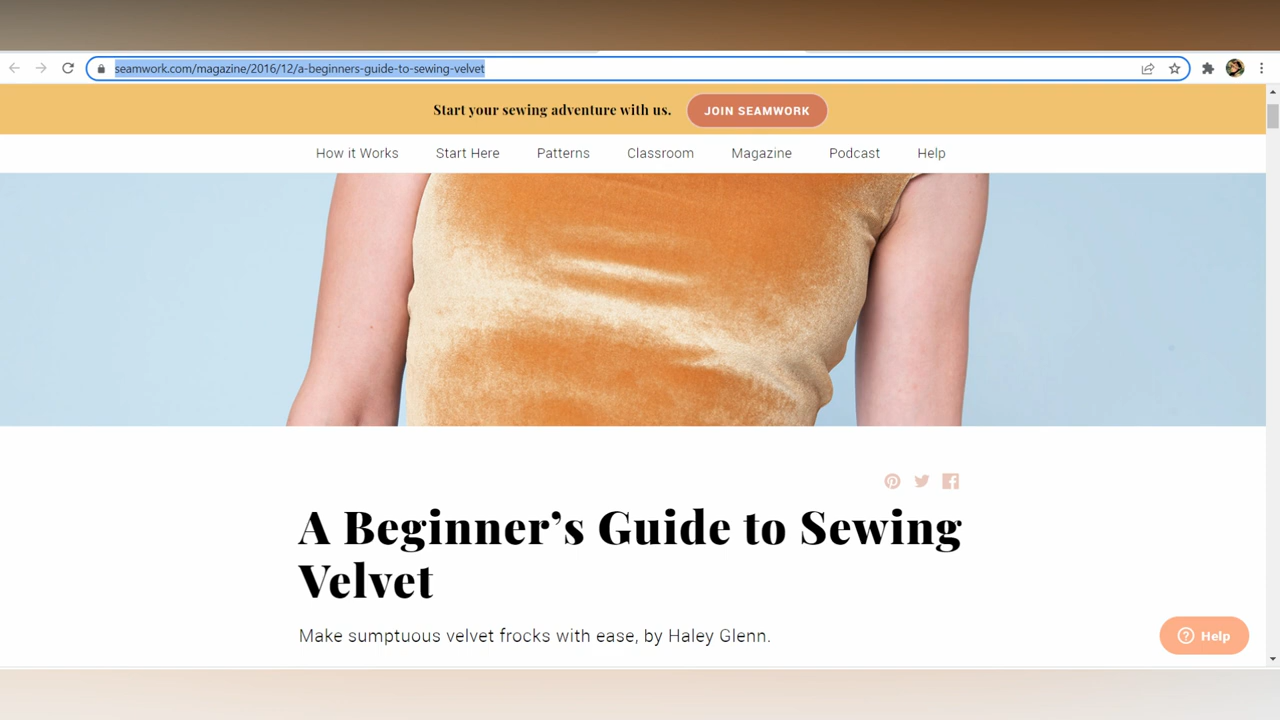 seamwork.com/magazine/2016/12/a-beginners-guide-to-sewing-velvet
Start your sewing adventure with us. JOIN SEAMWORK
How it Works Start Here Patterns Classroom Magazine Podcast Help
A Beginner’s Guide to Sewing
Velvet
Make sumptuous velvet frocks with ease, by Haley Glenn.
Help